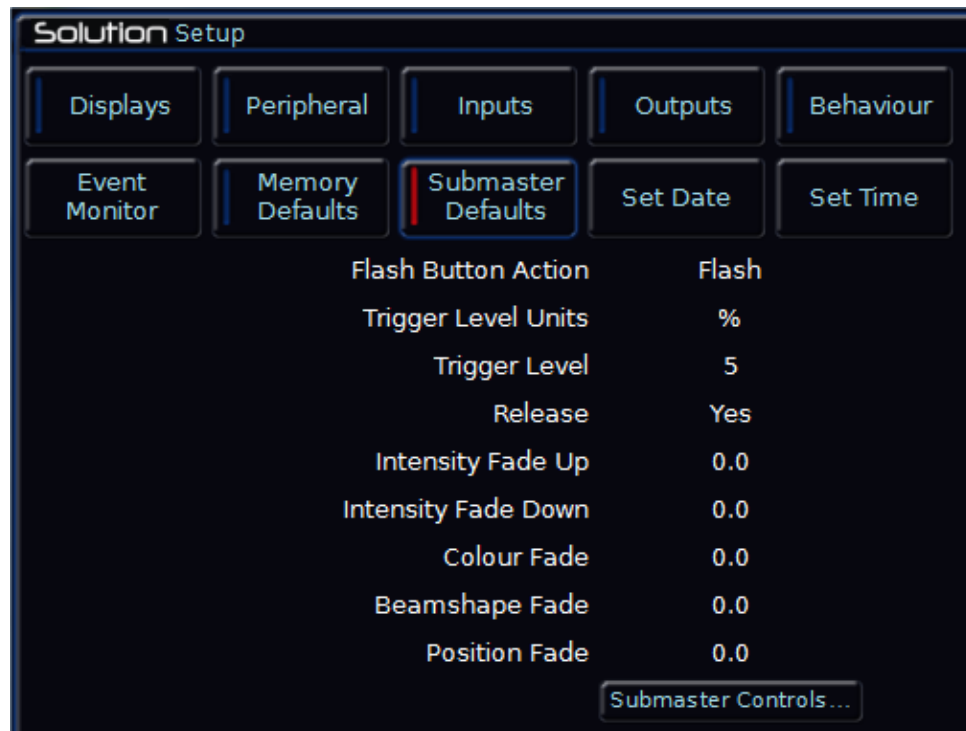 Solution Setup
Displays Peripheral Inputs Outputs Behaviour
Event Monitor Memory Defaults Submaster Defaults Set Date Set Time
Flash Button Action Flash
Trigger Level Units %
Trigger Level 5
Release Yes
Intensity Fade Up 0.0
Intensity Fade Down 0.0
Colour Fade 0.0
Beamshape Fade 0.0
Position Fade 0.0
Submaster Controls...